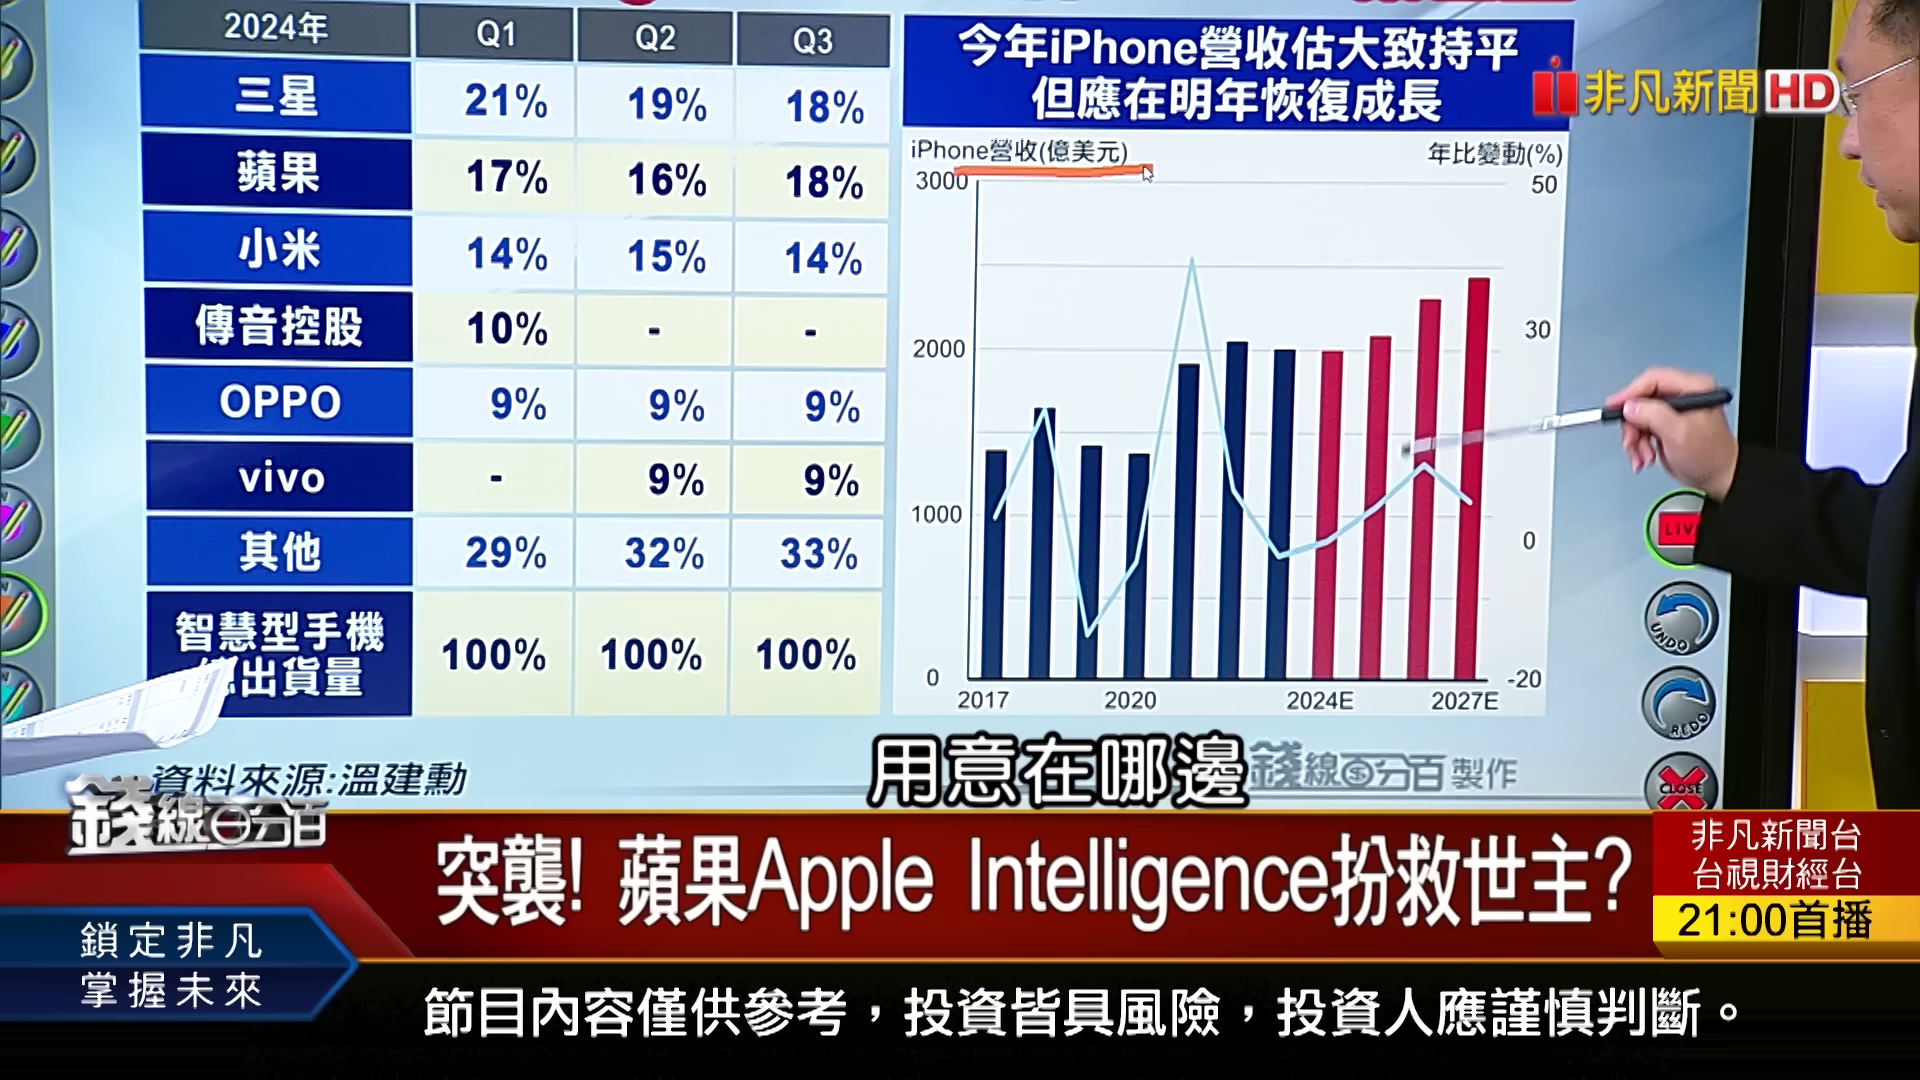 2024年 Q1 Q2 Q3
三星 21% 19% 18%
蘋果 17% 16% 18%
小米 14% 15% 14%
傳音控股 10% - -
OPPO 9% 9% 9%
vivo - 9% 9%
其他 29% 32% 33%
智慧型手機
總出貨量 100% 100% 100%
今年iPhone營收估大致持平
但應在明年恢復成長
iPhone營收(億美元) 年比變動(%)
3000 50
2000 30
1000 0
0 -20
2017 2020 2024E 2027E
非凡新聞HD
LIV
UNDO
REDO
CLOSE
資料來源:溫建勳
用意在哪邊
錢線百分百製作
錢線百分百
突襲! 蘋果Apple Intelligence扮救世主?
非凡新聞台
台視財經台
21:00首播
鎖定非凡
掌握未來
節目內容僅供參考，投資皆具風險，投資人應謹慎判斷。